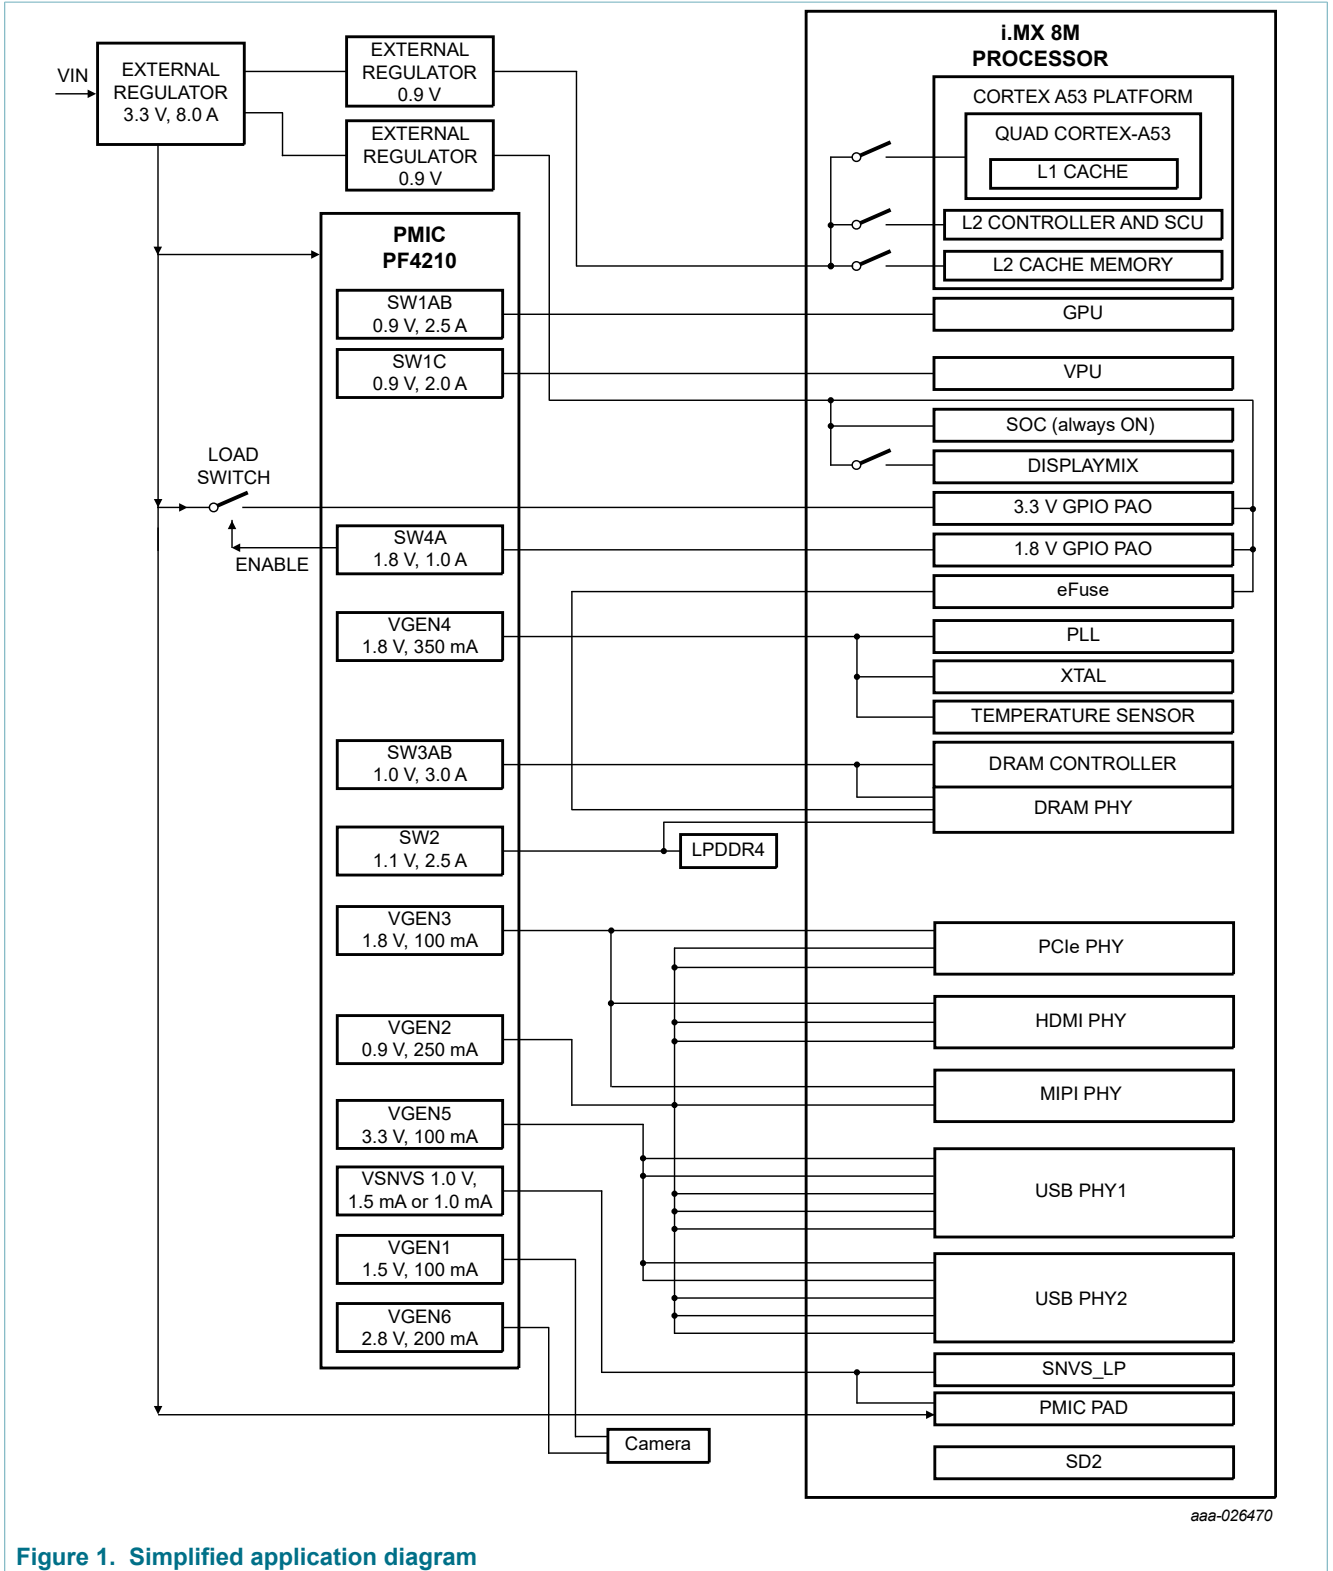 i.MX 8M
PROCESSOR
VIN
EXTERNAL
REGULATOR
3.3 V, 8.0 A
EXTERNAL
REGULATOR
0.9 V
EXTERNAL
REGULATOR
0.9 V
CORTEX A53 PLATFORM
QUAD CORTEX-A53
L1 CACHE
L2 CONTROLLER AND SCU
L2 CACHE MEMORY
PMIC
PF4210
SW1AB
0.9 V, 2.5 A
GPU
SW1C
0.9 V, 2.0 A
VPU
SOC (always ON)
DISPLAYMIX
LOAD
SWITCH
3.3 V GPIO PAO
ENABLE
SW4A
1.8 V, 1.0 A
1.8 V GPIO PAO
eFuse
VGEN4
1.8 V, 350 mA
PLL
XTAL
TEMPERATURE SENSOR
SW3AB
1.0 V, 3.0 A
DRAM CONTROLLER
DRAM PHY
SW2
1.1 V, 2.5 A
LPDDR4
VGEN3
1.8 V, 100 mA
PCIe PHY
HDMI PHY
VGEN2
0.9 V, 250 mA
MIPI PHY
VGEN5
3.3 V, 100 mA
VSNVS 1.0 V,
1.5 mA or 1.0 mA
USB PHY1
VGEN1
1.5 V, 100 mA
USB PHY2
VGEN6
2.8 V, 200 mA
SNVS_LP
PMIC PAD
Camera
SD2
aaa-026470
Figure 1. Simplified application diagram